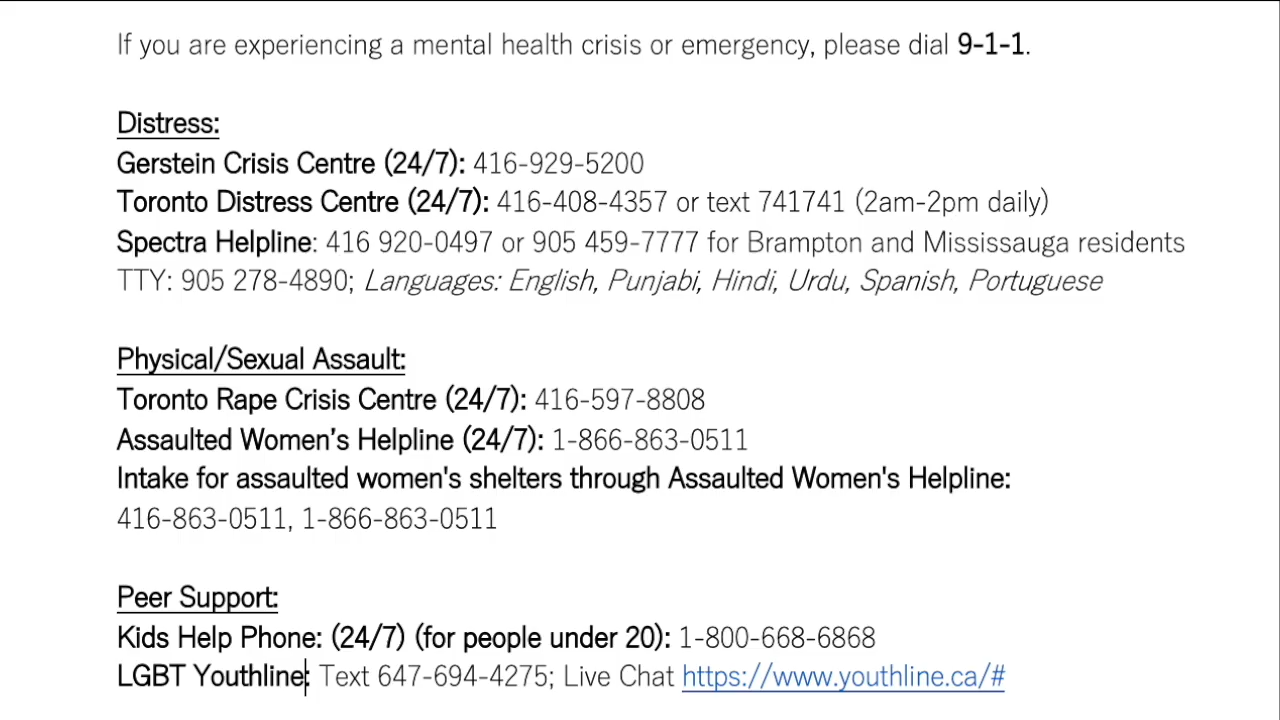 If you are experiencing a mental health crisis or emergency, please dial 9-1-1.
Distress:
Gerstein Crisis Centre (24/7): 416-929-5200
Toronto Distress Centre (24/7): 416-408-4357 or text 741741 (2am-2pm daily)
Spectra Helpline: 416 920-0497 or 905 459-7777 for Brampton and Mississauga residents
TTY: 905 278-4890; Languages: English, Punjabi, Hindi, Urdu, Spanish, Portuguese
Physical/Sexual Assault:
Toronto Rape Crisis Centre (24/7): 416-597-8808
Assaulted Women’s Helpline (24/7): 1-866-863-0511
Intake for assaulted women's shelters through Assaulted Women's Helpline:
416-863-0511, 1-866-863-0511
Peer Support:
Kids Help Phone: (24/7) (for people under 20): 1-800-668-6868
LGBT Youthline: Text 647-694-4275; Live Chat https://www.youthline.ca/#